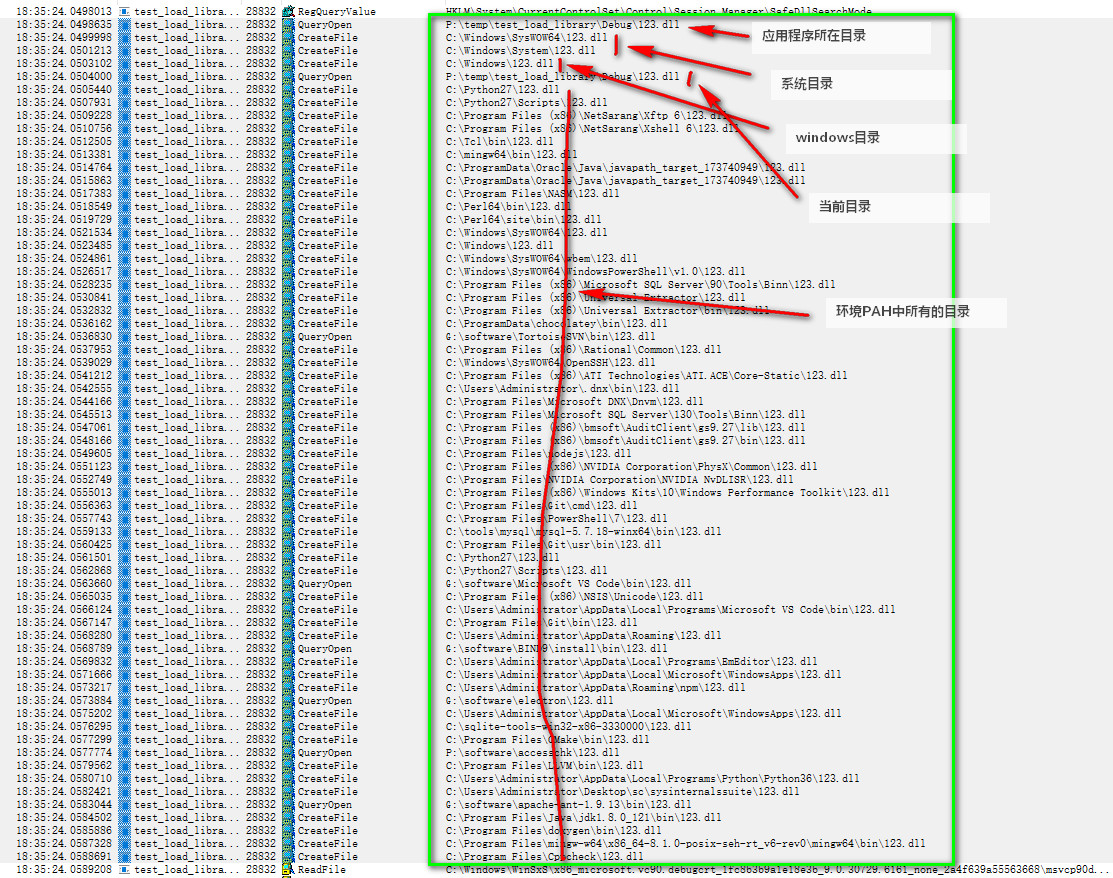 18:35:24.0498013 test_load_libra... 28832 RegQueryValue HKLM\System\CurrentControlSet\Control\Session Manager\SafeDllSearchMode
18:35:24.0498635 test_load_libra... 28832 QueryOpen P:\temp\test_load_library\Debug\123.dll
应用程序所在目录
18:35:24.0499998 test_load_libra... 28832 CreateFile C:\Windows\SysWOW64\123.dll
18:35:24.0501213 test_load_libra... 28832 CreateFile C:\Windows\System\123.dll
18:35:24.0503102 test_load_libra... 28832 CreateFile C:\Windows\123.dll
18:35:24.0504000 test_load_libra... 28832 QueryOpen P:\temp\test_load_library\Debug\123.dll
系统目录
18:35:24.0505440 test_load_libra... 28832 CreateFile C:\Python27\123.dll
18:35:24.0507931 test_load_libra... 28832 CreateFile C:\Python27\Scripts\123.dll
18:35:24.0509228 test_load_libra... 28832 CreateFile C:\Program Files (x86)\NetSarang\Xftp 6\123.dll
18:35:24.0510756 test_load_libra... 28832 CreateFile C:\Program Files (x86)\NetSarang\Xshell 6\123.dll
windows目录
18:35:24.0512505 test_load_libra... 28832 CreateFile C:\Tcl\bin\123.dll
18:35:24.0513381 test_load_libra... 28832 CreateFile C:\mingw64\bin\123.dll
18:35:24.0514764 test_load_libra... 28832 CreateFile C:\ProgramData\Oracle\Java\javapath_target_173740949\123.dll
18:35:24.0515863 test_load_libra... 28832 CreateFile C:\ProgramData\Oracle\Java\javapath_target_173740949\123.dll
18:35:24.0517383 test_load_libra... 28832 CreateFile C:\Program Files\NASM\123.dll
18:35:24.0518549 test_load_libra... 28832 CreateFile C:\Perl64\bin\123.dll
当前目录
18:35:24.0519729 test_load_libra... 28832 CreateFile C:\Perl64\site\bin\123.dll
18:35:24.0521534 test_load_libra... 28832 CreateFile C:\Windows\SysWOW64\123.dll
18:35:24.0523485 test_load_libra... 28832 CreateFile C:\Windows\123.dll
18:35:24.0524861 test_load_libra... 28832 CreateFile C:\Windows\SysWOW64\wbem\123.dll
18:35:24.0526517 test_load_libra... 28832 CreateFile C:\Windows\SysWOW64\WindowsPowerShell\v1.0\123.dll
18:35:24.0528235 test_load_libra... 28832 CreateFile C:\Program Files (x86)\Microsoft SQL Server\90\Tools\Binn\123.dll
18:35:24.0530841 test_load_libra... 28832 CreateFile C:\Program Files (x86)\Universal Extractor\123.dll
18:35:24.0532832 test_load_libra... 28832 CreateFile C:\Program Files (x86)\Universal Extractor\bin\123.dll
环境PAH中所有的目录
18:35:24.0536162 test_load_libra... 28832 CreateFile C:\ProgramData\chocolatey\bin\123.dll
18:35:24.0536830 test_load_libra... 28832 QueryOpen G:\software\TortoiseSVN\bin\123.dll
18:35:24.0537953 test_load_libra... 28832 CreateFile C:\Program Files (x86)\Rational\Common\123.dll
18:35:24.0539029 test_load_libra... 28832 CreateFile C:\Windows\SysWOW64\OpenSSH\123.dll
18:35:24.0541212 test_load_libra... 28832 CreateFile C:\Program Files (x86)\ATI Technologies\ATI.ACE\Core-Static\123.dll
18:35:24.0542555 test_load_libra... 28832 CreateFile C:\Users\Administrator\.dnx\bin\123.dll
18:35:24.0544166 test_load_libra... 28832 CreateFile C:\Program Files\Microsoft DNX\Dnvm\123.dll
18:35:24.0545513 test_load_libra... 28832 CreateFile C:\Program Files\Microsoft SQL Server\130\Tools\Binn\123.dll
18:35:24.0547061 test_load_libra... 28832 CreateFile C:\Program Files (x86)\bmsoft\AuditClient\gs9.27\lib\123.dll
18:35:24.0548166 test_load_libra... 28832 CreateFile C:\Program Files (x86)\bmsoft\AuditClient\gs9.27\bin\123.dll
18:35:24.0549605 test_load_libra... 28832 CreateFile C:\Program Files\nodejs\123.dll
18:35:24.0551123 test_load_libra... 28832 CreateFile C:\Program Files (x86)\NVIDIA Corporation\PhysX\Common\123.dll
18:35:24.0552749 test_load_libra... 28832 CreateFile C:\Program Files\NVIDIA Corporation\NVIDIA NvDLISR\123.dll
18:35:24.0555013 test_load_libra... 28832 CreateFile C:\Program Files (x86)\Windows Kits\10\Windows Performance Toolkit\123.dll
18:35:24.0556363 test_load_libra... 28832 CreateFile C:\Program Files\Git\cmd\123.dll
18:35:24.0557743 test_load_libra... 28832 CreateFile C:\Program Files\PowerShell\7\123.dll
18:35:24.0559133 test_load_libra... 28832 CreateFile C:\tools\mysql\mysql-5.7.18-winx64\bin\123.dll
18:35:24.0560425 test_load_libra... 28832 CreateFile C:\Program Files\Git\usr\bin\123.dll
18:35:24.0561501 test_load_libra... 28832 CreateFile C:\Python27\123.dll
18:35:24.0562868 test_load_libra... 28832 CreateFile C:\Python27\Scripts\123.dll
18:35:24.0563660 test_load_libra... 28832 QueryOpen G:\software\Microsoft VS Code\bin\123.dll
18:35:24.0565035 test_load_libra... 28832 CreateFile C:\Program Files (x86)\NSIS\Unicode\123.dll
18:35:24.0566124 test_load_libra... 28832 CreateFile C:\Users\Administrator\AppData\Local\Programs\Microsoft VS Code\bin\123.dll
18:35:24.0567147 test_load_libra... 28832 CreateFile C:\Program Files\Git\bin\123.dll
18:35:24.0568280 test_load_libra... 28832 CreateFile C:\Users\Administrator\AppData\Roaming\123.dll
18:35:24.0568789 test_load_libra... 28832 QueryOpen G:\software\BIND9\install\bin\123.dll
18:35:24.0569832 test_load_libra... 28832 CreateFile C:\Users\Administrator\AppData\Local\Programs\EmEditor\123.dll
18:35:24.0571666 test_load_libra... 28832 CreateFile C:\Users\Administrator\AppData\Local\Microsoft\WindowsApps\123.dll
18:35:24.0573217 test_load_libra... 28832 CreateFile C:\Users\Administrator\AppData\Roaming\npm\123.dll
18:35:24.0573884 test_load_libra... 28832 QueryOpen G:\software\electron\123.dll
18:35:24.0575202 test_load_libra... 28832 CreateFile C:\Users\Administrator\AppData\Local\Microsoft\WindowsApps\123.dll
18:35:24.0576295 test_load_libra... 28832 CreateFile C:\sqlite-tools-win32-x86-3330000\123.dll
18:35:24.0577299 test_load_libra... 28832 CreateFile C:\Program Files\CMake\bin\123.dll
18:35:24.0577774 test_load_libra... 28832 QueryOpen P:\software\accesschk\123.dll
18:35:24.0579562 test_load_libra... 28832 CreateFile C:\Program Files\LLVM\bin\123.dll
18:35:24.0580710 test_load_libra... 28832 CreateFile C:\Users\Administrator\AppData\Local\Programs\Python\Python36\123.dll
18:35:24.0582421 test_load_libra... 28832 CreateFile C:\Users\Administrator\Desktop\sc\sysinternalssuite\123.dll
18:35:24.0583044 test_load_libra... 28832 QueryOpen G:\software\apache-ant-1.9.13\bin\123.dll
18:35:24.0584502 test_load_libra... 28832 CreateFile C:\Program Files\Java\jdk1.8.0_121\bin\123.dll
18:35:24.0585886 test_load_libra... 28832 CreateFile C:\Program Files\doxygen\bin\123.dll
18:35:24.0587328 test_load_libra... 28832 CreateFile C:\Program Files\mingw-w64\x86_64-8.1.0-posix-seh-rt_v6-rev0\mingw64\bin\123.dll
18:35:24.0588691 test_load_libra... 28832 CreateFile C:\Program Files\Cppcheck\123.dll
18:35:24.0589208 test_load_libra... 28832 ReadFile C:\Windows\WinSxS\x86_microsoft.vc90.debugcrt_1fc8b3b9a1e18e3b_9.0.30729.6161_none_2a4f639a55563668\msvcp90d...